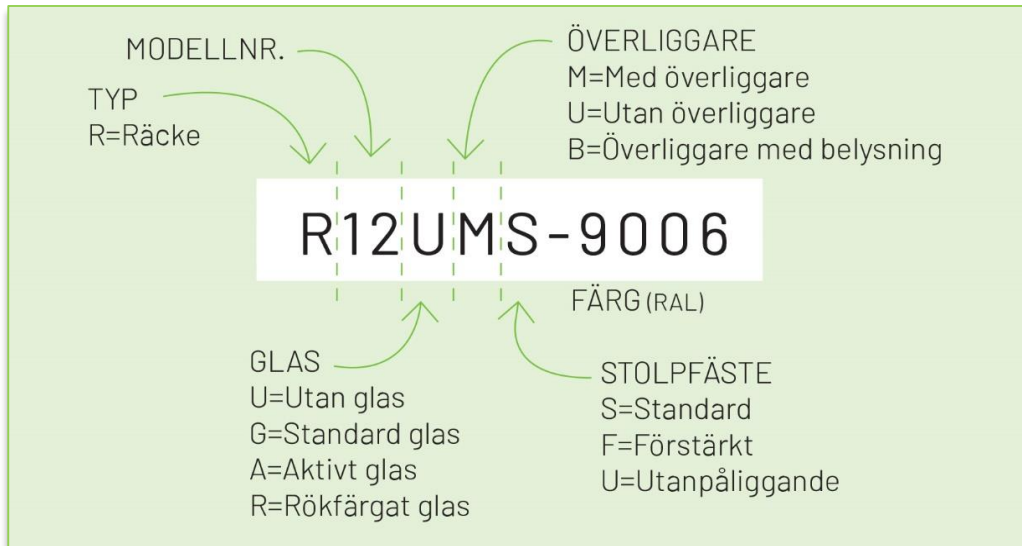 MODELLNR.
TYP
R=Räcke
ÖVERLIGGARE
M=Med överliggare
U=Utan överliggare
B=Överliggare med belysning
R12UMS-9006
FÄRG (RAL)
GLAS
U=Utan glas
G=Standard glas
A=Aktivt glas
R=Rökfärgat glas
STOLPFÄSTE
S=Standard
F=Förstärkt
U=Utanpåliggande